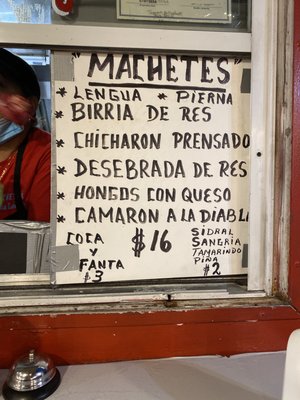 "MACHETES"
* LENGUA * PIERNA
* BIRRIA DE RES
* CHICHARON PRENSADO
* DESEBRADA DE RES
* HONGOS CON QUESO
* CAMARON A LA DIABL
COCA
Y
FANTA
$3
$16
SIDRAL
SANGRIA
TAMARINDO
PIÑA
$2